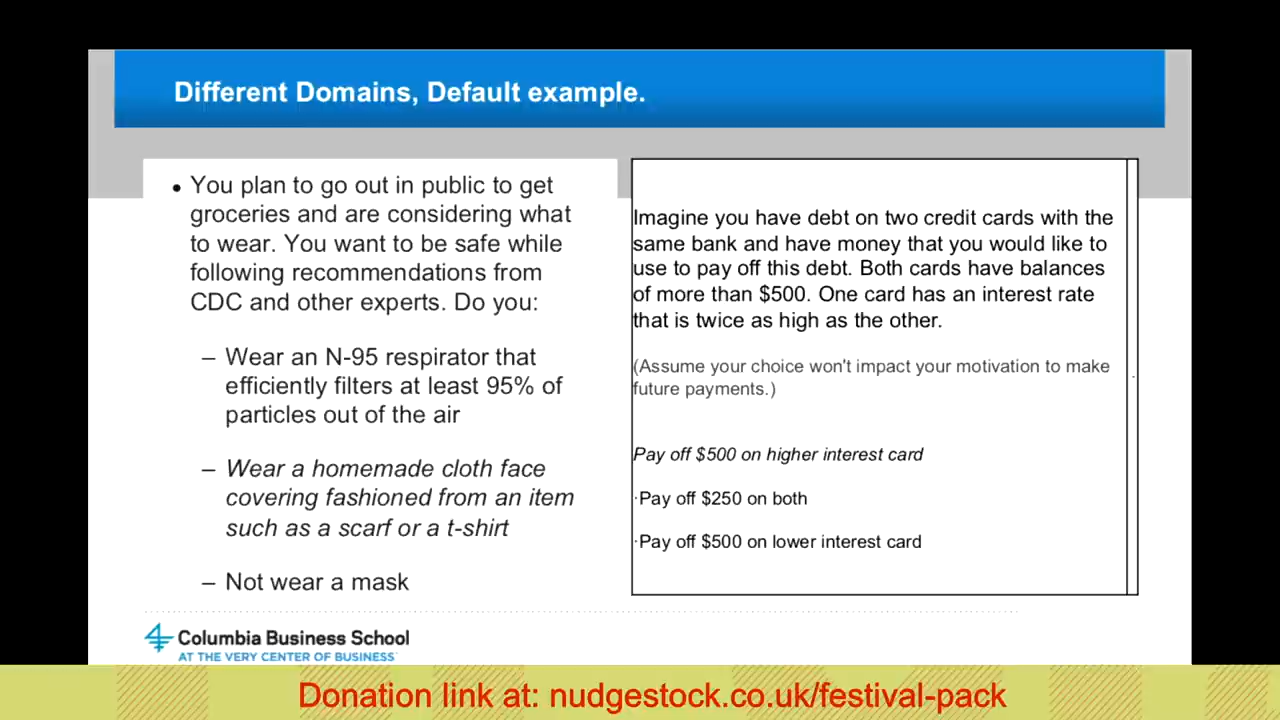 Different Domains, Default example.
• You plan to go out in public to get
groceries and are considering what
to wear. You want to be safe while
following recommendations from
CDC and other experts. Do you:
– Wear an N-95 respirator that
efficiently filters at least 95% of
particles out of the air
– Wear a homemade cloth face
covering fashioned from an item
such as a scarf or a t-shirt
– Not wear a mask
Imagine you have debt on two credit cards with the
same bank and have money that you would like to
use to pay off this debt. Both cards have balances
of more than $500. One card has an interest rate
that is twice as high as the other.
(Assume your choice won't impact your motivation to make
future payments.)
Pay off $500 on higher interest card
·Pay off $250 on both
·Pay off $500 on lower interest card
Columbia Business School
AT THE VERY CENTER OF BUSINESS
Donation link at: nudgestock.co.uk/festival-pack